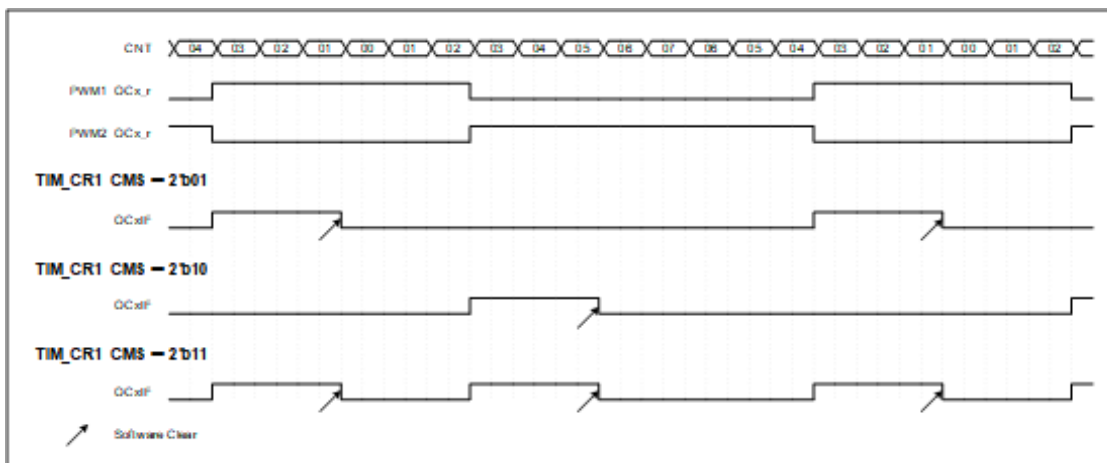 CNT 04 03 02 01 00 01 02 03 04 05 06 07 06 05 04 03 02 01 00 01 02
PWM1 OCx_r
PWM2 OCx_r
TIM_CR1 CMS = 2'b01
OCxIF
TIM_CR1 CMS = 2'b10
OCxIF
TIM_CR1 CMS = 2'b11
OCxIF
Software Clear